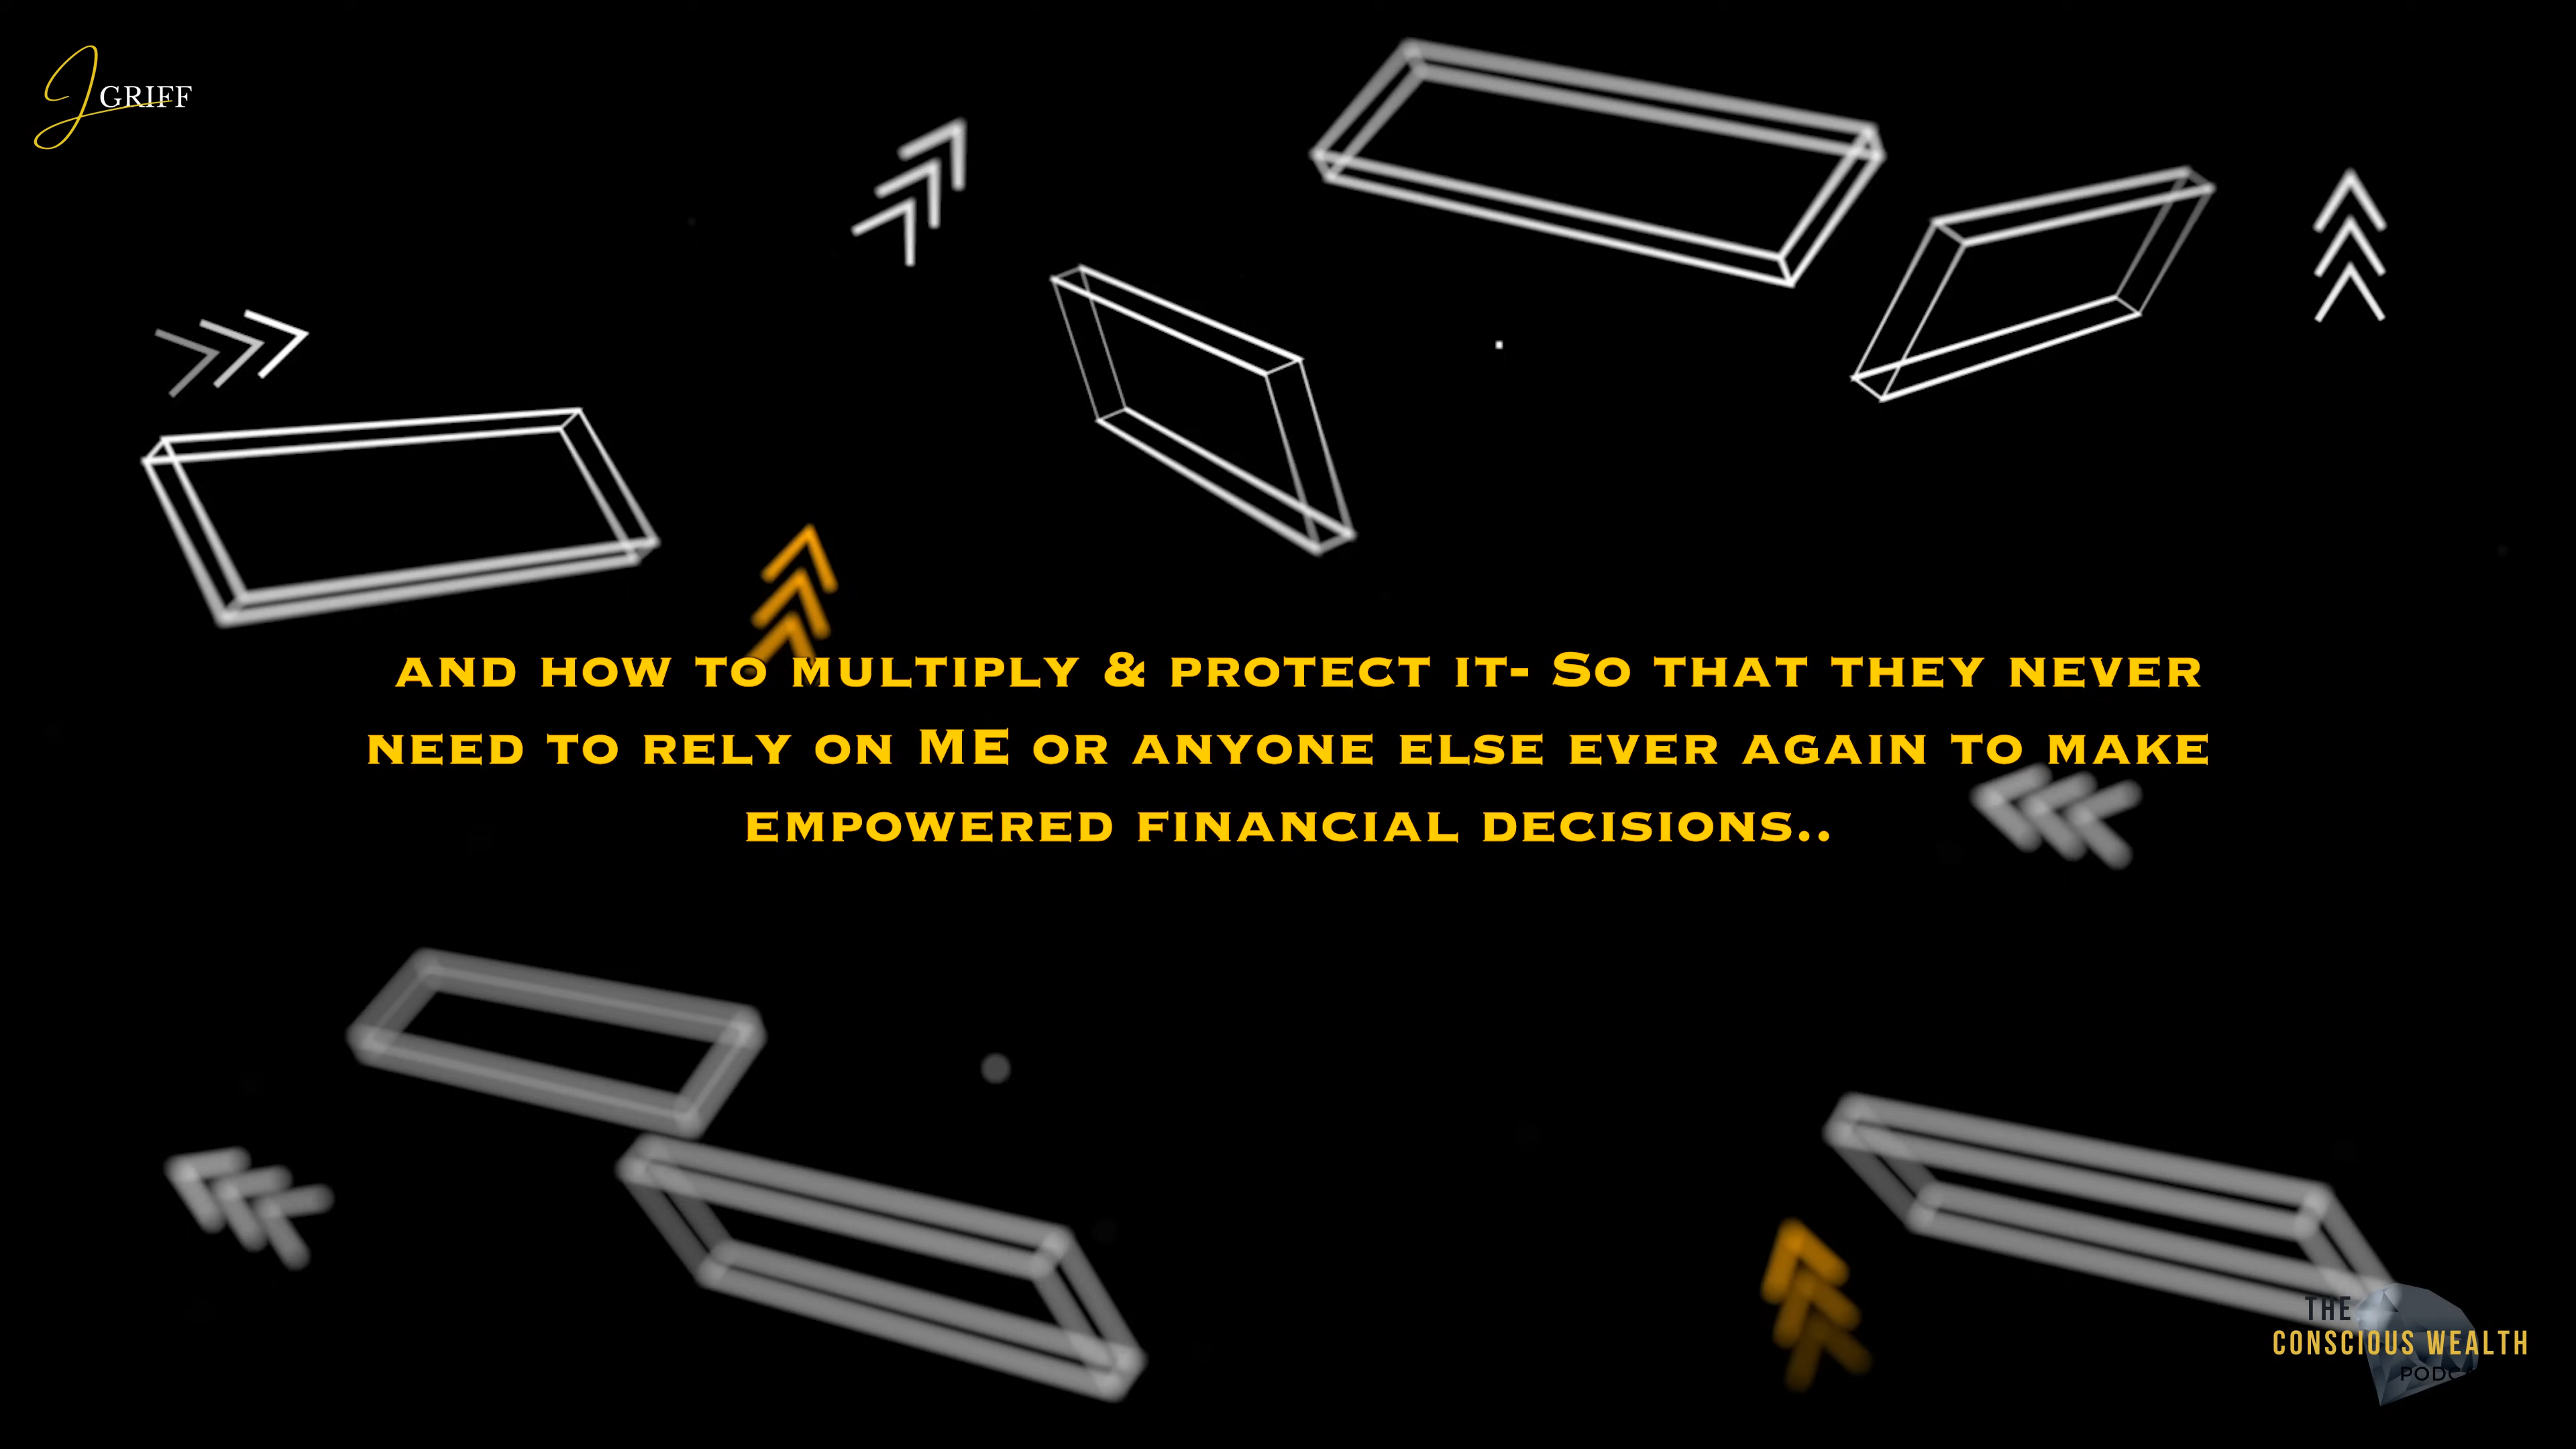 J GRIFF
AND HOW TO MULTIPLY & PROTECT IT- SO THAT THEY NEVER
NEED TO RELY ON ME OR ANYONE ELSE EVER AGAIN TO MAKE
EMPOWERED FINANCIAL DECISIONS..
THE
CONSCIOUS WEALTH